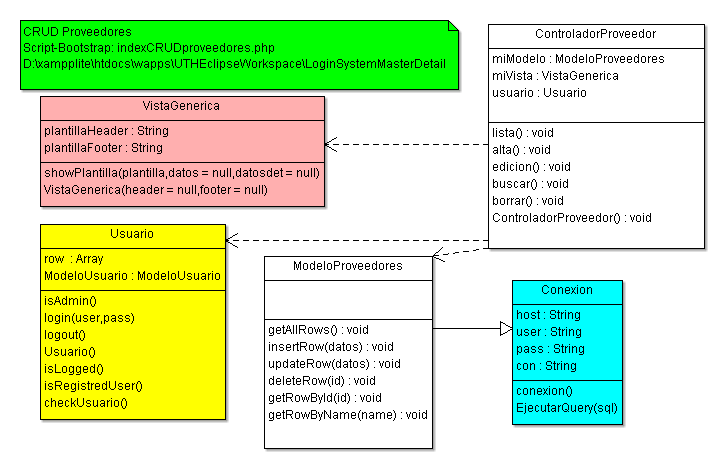 CRUD Proveedores
Script-Bootstrap: indexCRUDproveedores.php
D:\xampplite\htdocs\wapps\UTHEclipseWorkspace\LoginSystemMasterDetail
ControladorProveedor
miModelo : ModeloProveedores
miVista : VistaGenerica
usuario : Usuario
lista() : void
alta() : void
edicion() : void
buscar() : void
borrar() : void
ControladorProveedor() : void
VistaGenerica
plantillaHeader : String
plantillaFooter : String
showPlantilla(plantilla,datos = null,datosdet = null)
VistaGenerica(header = null,footer = null)
Usuario
row : Array
ModeloUsuario : ModeloUsuario
isAdmin()
login(user,pass)
logout()
Usuario()
isLogged()
isRegistredUser()
checkUsuario()
ModeloProveedores
getAllRows() : void
insertRow(datos) : void
updateRow(datos) : void
deleteRow(id) : void
getRowById(id) : void
getRowByName(name) : void
Conexion
host : String
user : String
pass : String
con : String
conexion()
EjecutarQuery(sql)